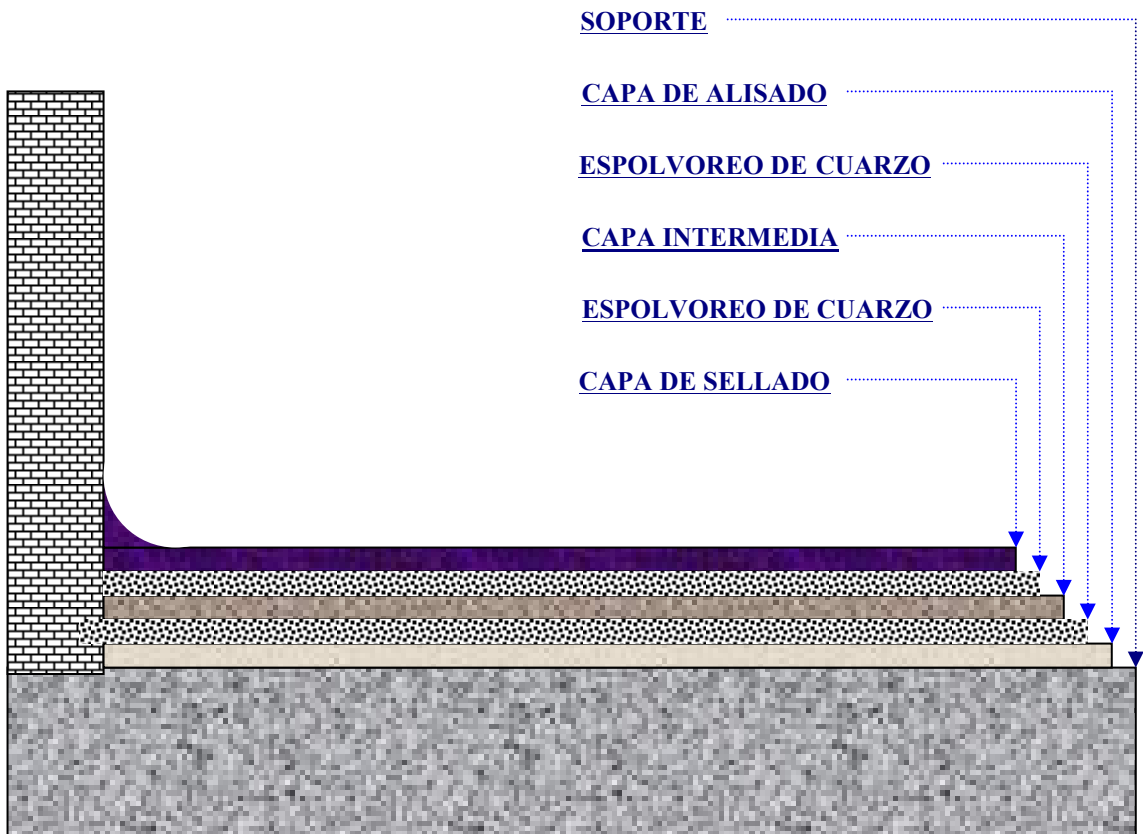 SOPORTE
CAPA DE ALISADO
ESPOLVOREO DE CUARZO
CAPA INTERMEDIA
ESPOLVOREO DE CUARZO
CAPA DE SELLADO